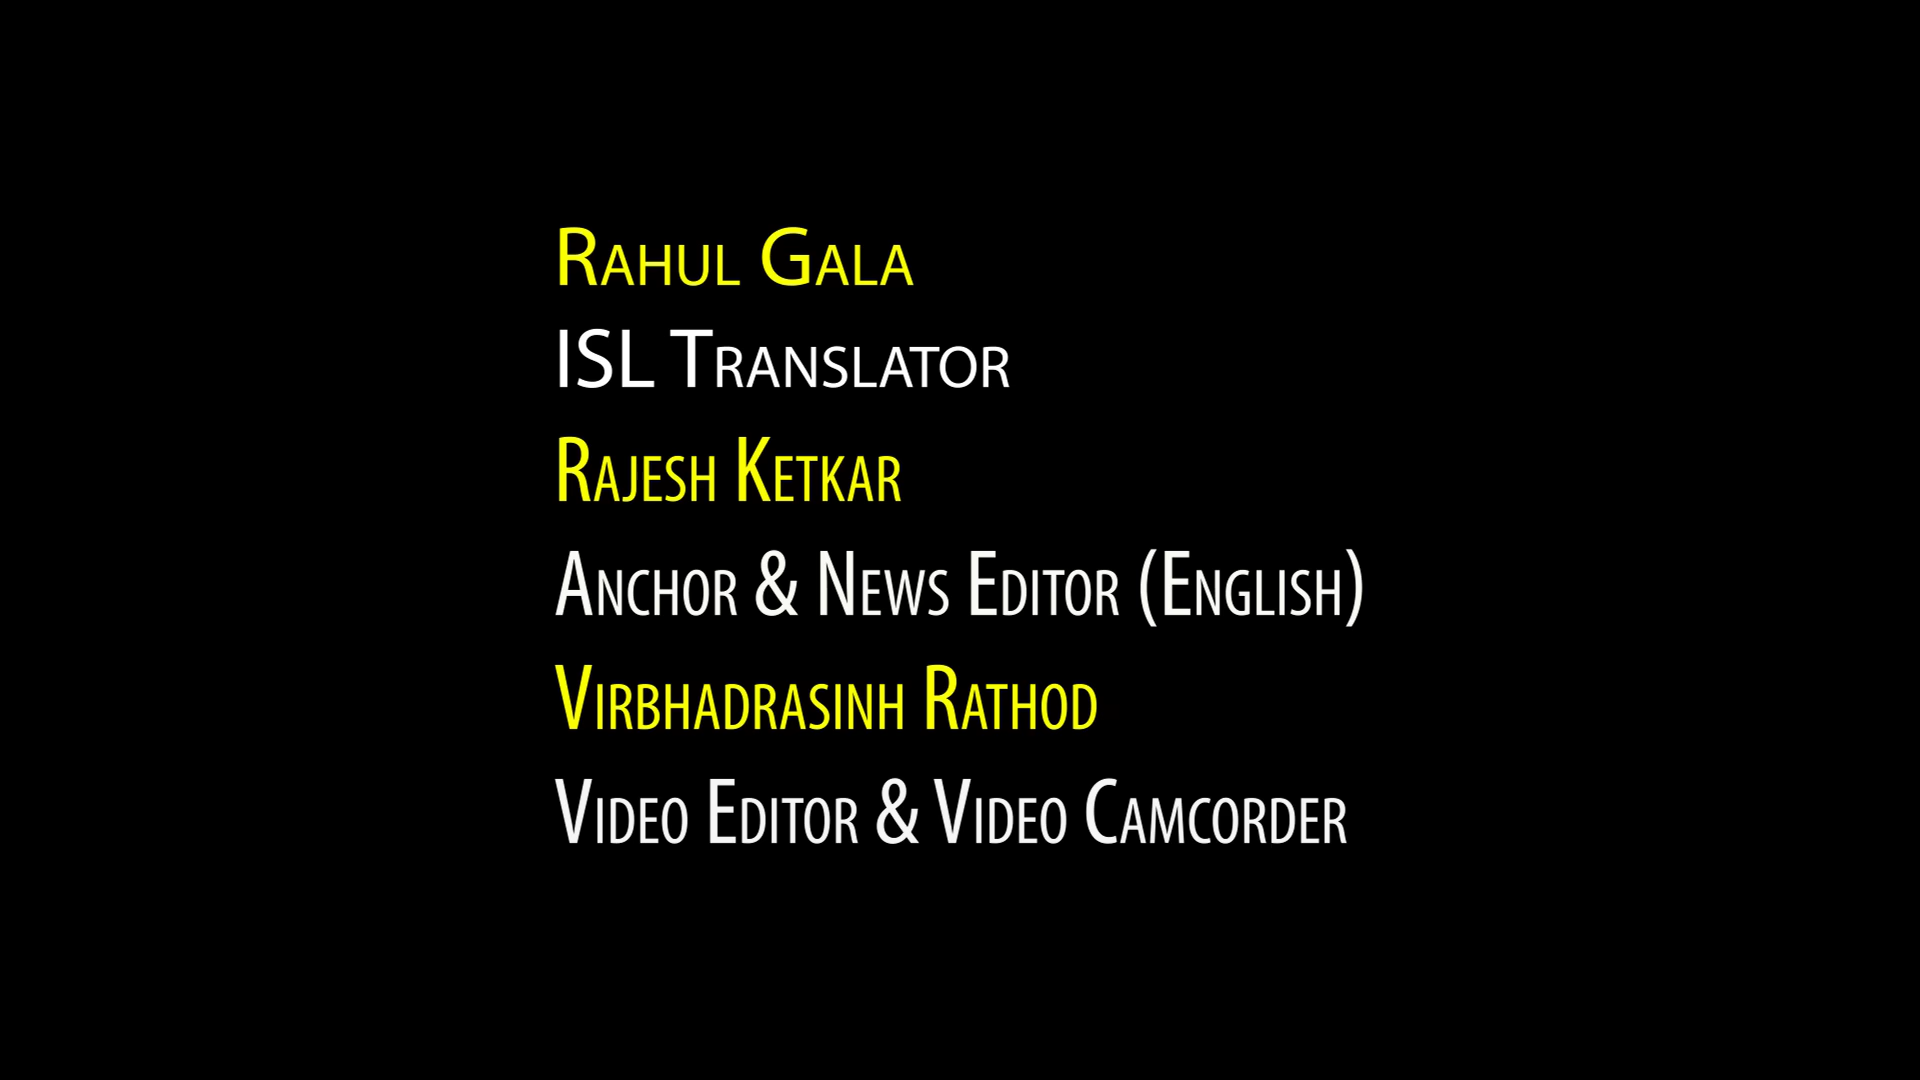 Rahul Gala
ISL Translator
Rajesh Ketkar
Anchor & News Editor (English)
Virbhadrasinh Rathod
Video Editor & Video Camcorder